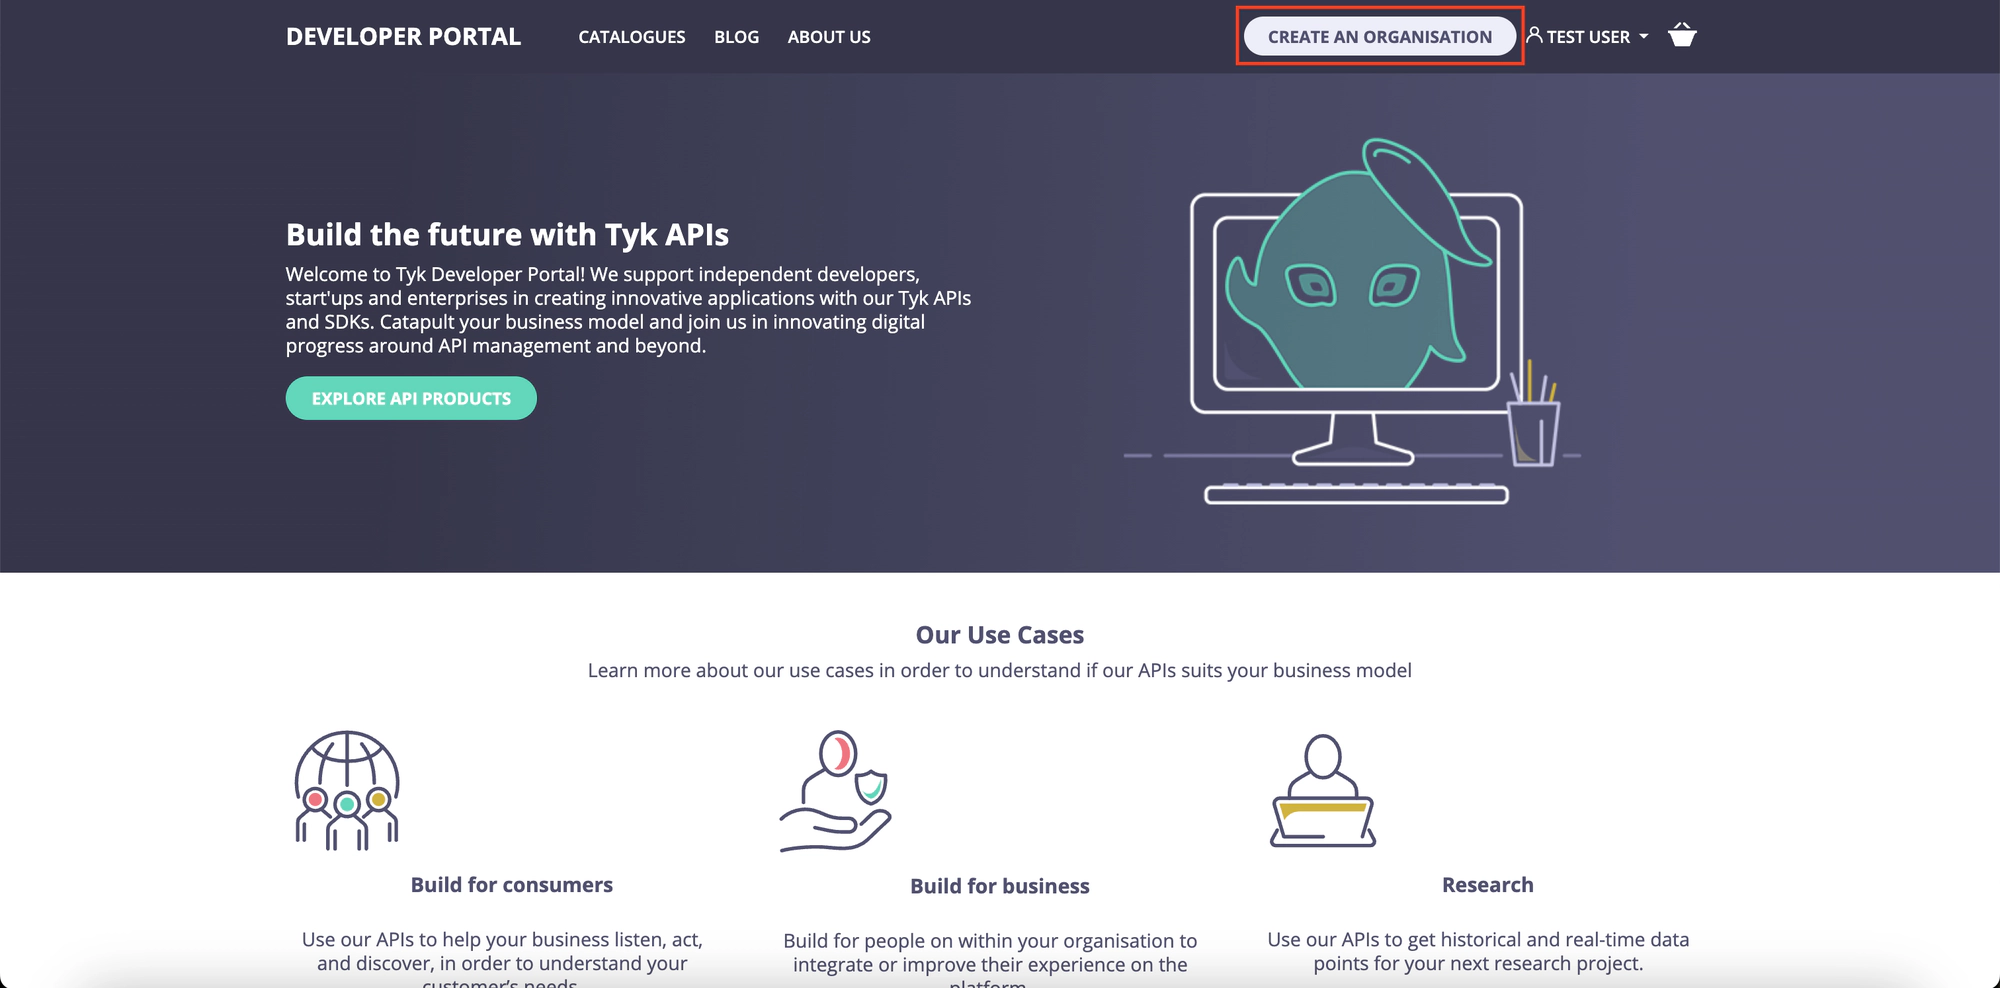 DEVELOPER PORTAL
CATALOGUES
BLOG
ABOUT US
CREATE AN ORGANISATION
TEST USER
Build the future with Tyk APIs
Welcome to Tyk Developer Portal! We support independent developers,
start'ups and enterprises in creating innovative applications with our Tyk APIs
and SDKs. Catapult your business model and join us in innovating digital
progress around API management and beyond.
EXPLORE API PRODUCTS
Our Use Cases
Learn more about our use cases in order to understand if our APIs suits your business model
Build for consumers
Use our APIs to help your business listen, act,
and discover, in order to understand your
customer's needs.
Build for business
Build for people on within your organisation to
integrate or improve their experience on the
platform.
Research
Use our APIs to get historical and real-time data
points for your next research project.